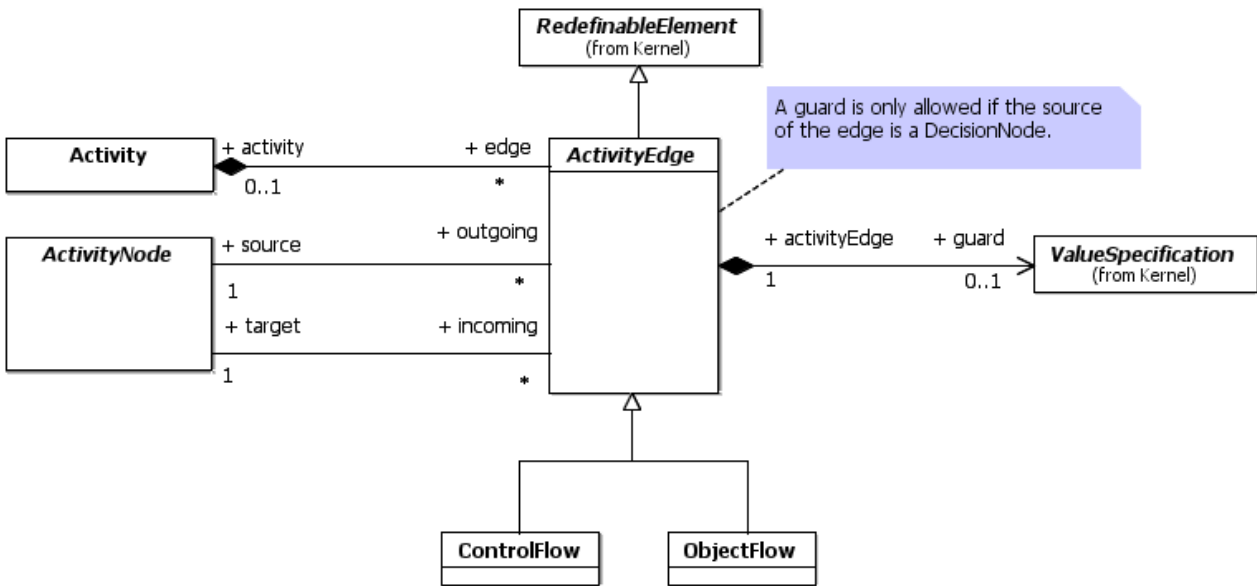 RedefinableElement
(from Kernel)
A guard is only allowed if the source
of the edge is a DecisionNode.
Activity
+ activity
+ edge
0..1
*
ActivityEdge
ActivityNode
+ source
+ outgoing
1
*
+ target
+ incoming
1
*
+ activityEdge
+ guard
1
0..1
ValueSpecification
(from Kernel)
ControlFlow
ObjectFlow